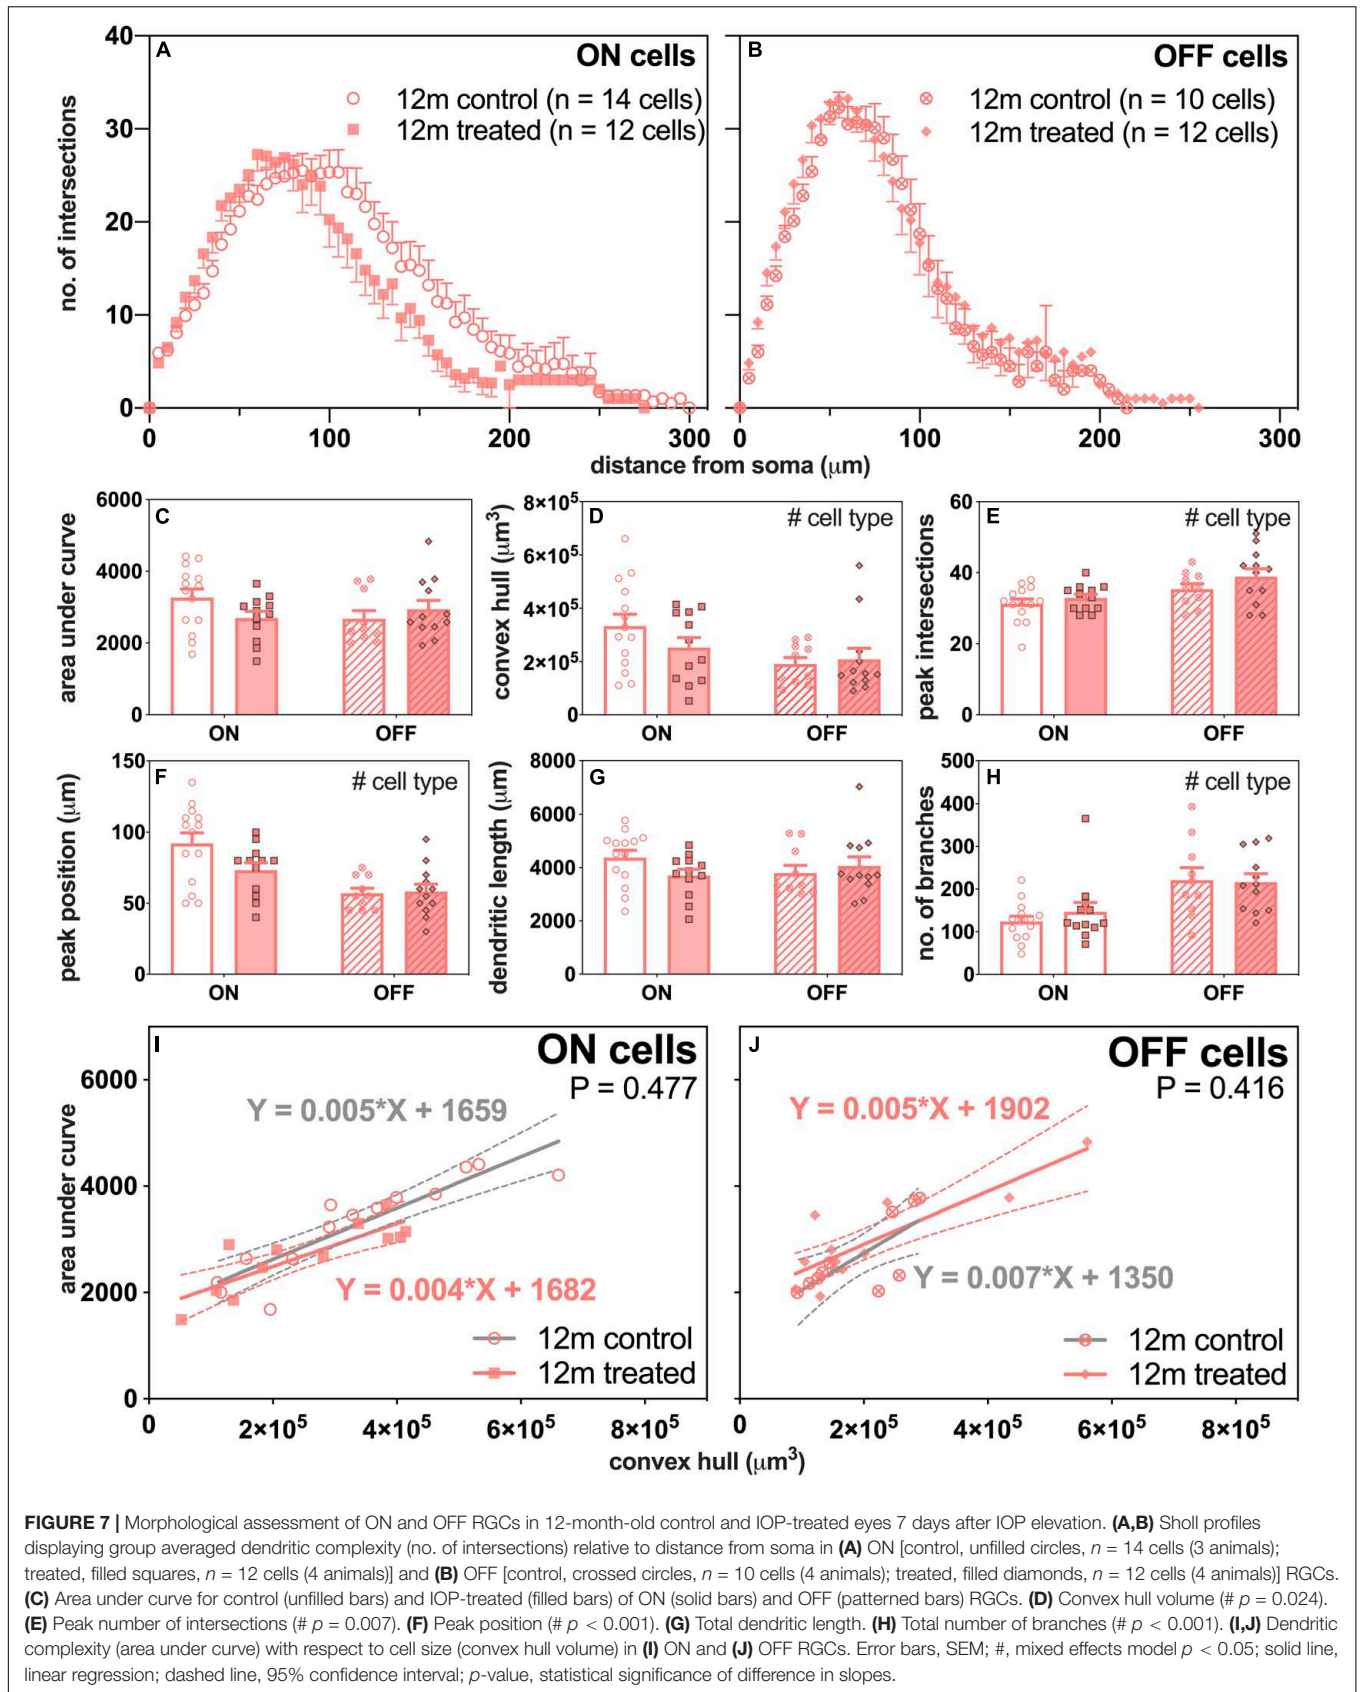 A
ON cells
12m control (n = 14 cells)
12m treated (n = 12 cells)
no. of intersections
40
30
20
10
0
0
100
200
300
B
OFF cells
12m control (n = 10 cells)
12m treated (n = 12 cells)
0
100
200
300
distance from soma (μm)
C
area under curve
6000
4000
2000
0
ON
OFF
D
# cell type
convex hull (μm³)
8×10⁵
6×10⁵
4×10⁵
2×10⁵
0
ON
OFF
E
# cell type
peak intersections
60
40
20
0
ON
OFF
F
# cell type
peak position (μm)
150
100
50
0
ON
OFF
G
dendritic length (μm)
8000
6000
4000
2000
0
ON
OFF
H
# cell type
no. of branches
500
400
300
200
100
0
ON
OFF
I
ON cells
P = 0.477
Y = 0.005*X + 1659
Y = 0.004*X + 1682
12m control
12m treated
area under curve
6000
4000
2000
0
0
2×10⁵
4×10⁵
6×10⁵
8×10⁵
J
OFF cells
P = 0.416
Y = 0.005*X + 1902
Y = 0.007*X + 1350
12m control
12m treated
0
2×10⁵
4×10⁵
6×10⁵
8×10⁵
convex hull (μm³)
FIGURE 7 | Morphological assessment of ON and OFF RGCs in 12-month-old control and IOP-treated eyes 7 days after IOP elevation. (A,B) Sholl profiles
displaying group averaged dendritic complexity (no. of intersections) relative to distance from soma in (A) ON [control, unfilled circles, n = 14 cells (3 animals);
treated, filled squares, n = 12 cells (4 animals)] and (B) OFF [control, crossed circles, n = 10 cells (4 animals); treated, filled diamonds, n = 12 cells (4 animals)] RGCs.
(C) Area under curve for control (unfilled bars) and IOP-treated (filled bars) of ON (solid bars) and OFF (patterned bars) RGCs. (D) Convex hull volume (# p = 0.024).
(E) Peak number of intersections (# p = 0.007). (F) Peak position (# p < 0.001). (G) Total dendritic length. (H) Total number of branches (# p < 0.001). (I,J) Dendritic
complexity (area under curve) with respect to cell size (convex hull volume) in (I) ON and (J) OFF RGCs. Error bars, SEM; #, mixed effects model p < 0.05; solid line,
linear regression; dashed line, 95% confidence interval; p-value, statistical significance of difference in slopes.